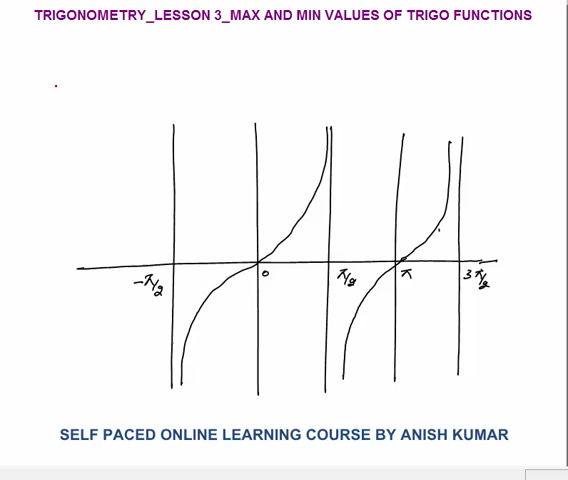 TRIGONOMETRY_LESSON 3_MAX AND MIN VALUES OF TRIGO FUNCTIONS
-π/2 0 π/2 π 3π/2
SELF PACED ONLINE LEARNING COURSE BY ANISH KUMAR